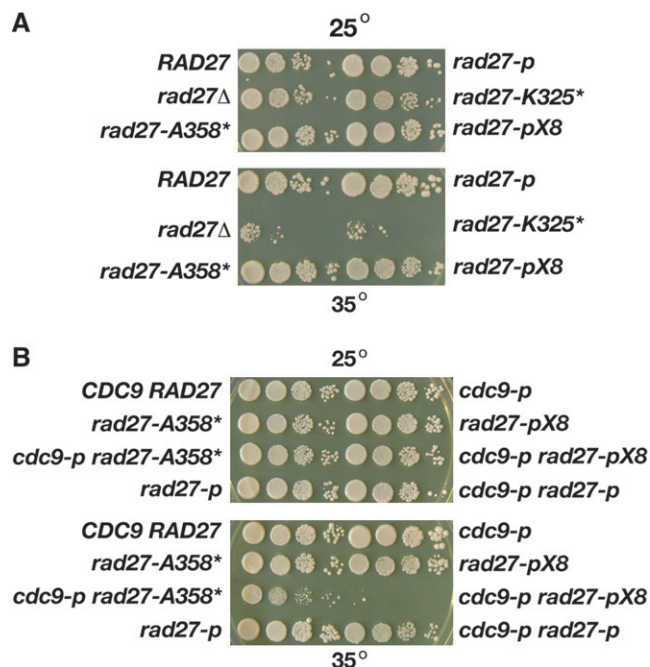 A
25°
RAD27 rad27-p
rad27Δ rad27-K325*
rad27-A358* rad27-pX8
RAD27 rad27-p
rad27Δ rad27-K325*
rad27-A358* rad27-pX8
35°
B
25°
CDC9 RAD27 cdc9-p
rad27-A358* rad27-pX8
cdc9-p rad27-A358* cdc9-p rad27-pX8
rad27-p cdc9-p rad27-p
CDC9 RAD27 cdc9-p
rad27-A358* rad27-pX8
cdc9-p rad27-A358* cdc9-p rad27-pX8
rad27-p cdc9-p rad27-p
35°